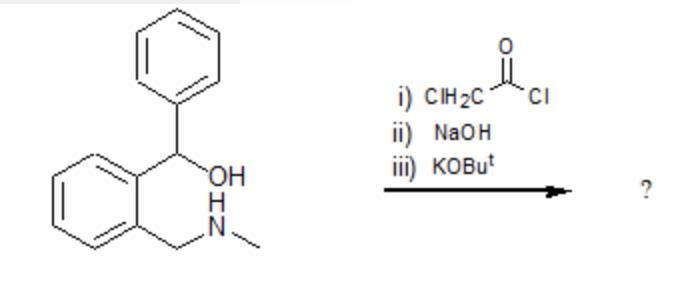 O
i) ClH₂C Cl
ii) NaOH
iii) KOBuᵗ
OH
H
N
?